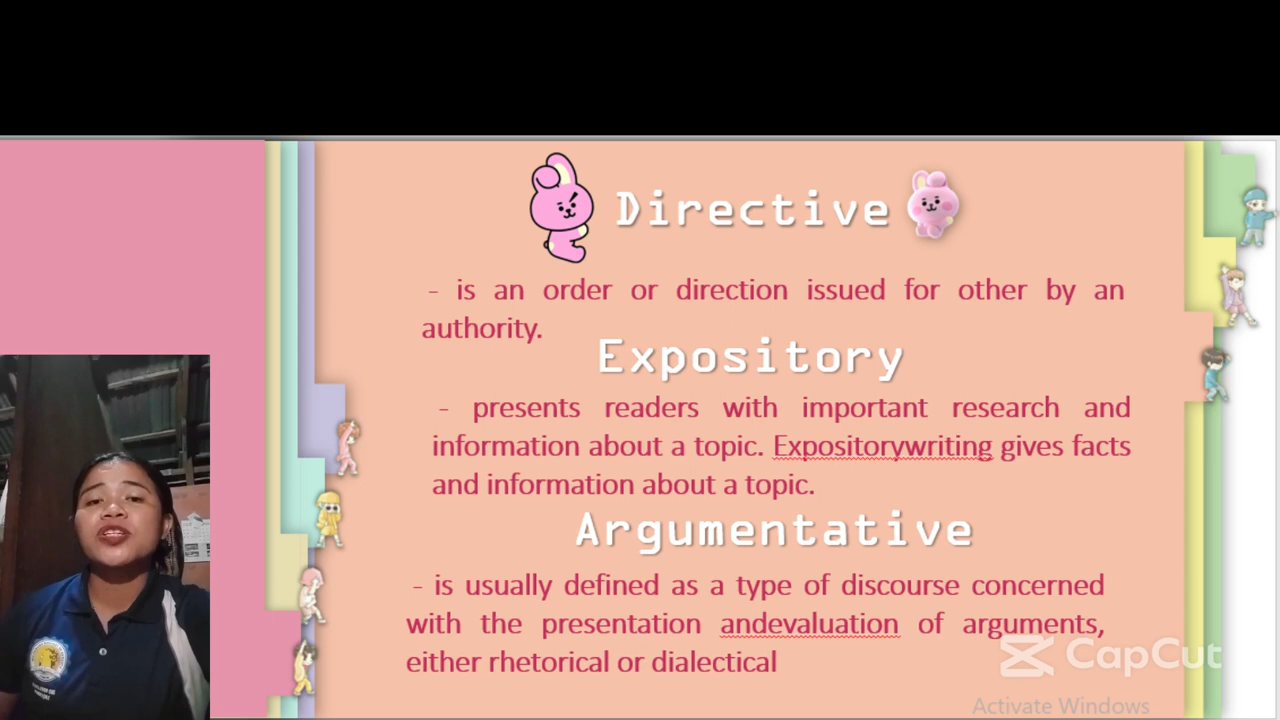 Directive
- is an order or direction issued for other by an
authority.
Expository
- presents readers with important research and
information about a topic. Expositorywriting gives facts
and information about a topic.
Argumentative
- is usually defined as a type of discourse concerned
with the presentation andevaluation of arguments,
either rhetorical or dialectical
CapCut
Activate Windows